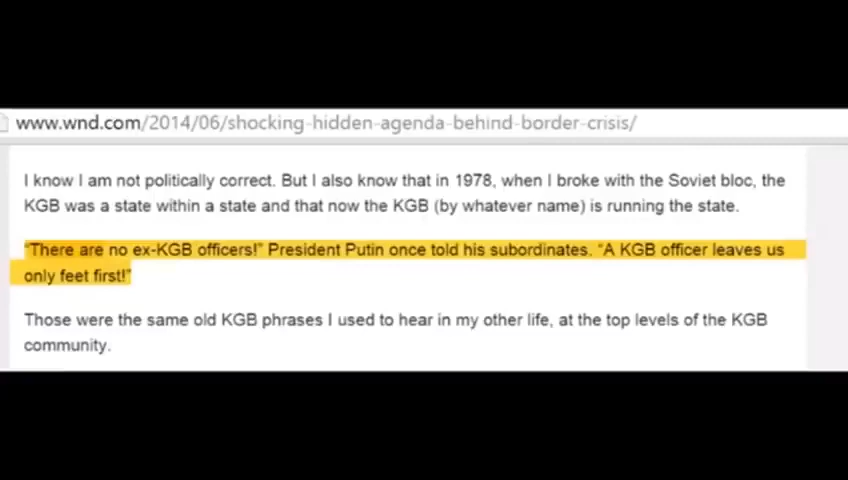 www.wnd.com/2014/06/shocking-hidden-agenda-behind-border-crisis/
I know I am not politically correct. But I also know that in 1978, when I broke with the Soviet bloc, the
KGB was a state within a state and that now the KGB (by whatever name) is running the state.
"There are no ex-KGB officers!" President Putin once told his subordinates. "A KGB officer leaves us
only feet first!"
Those were the same old KGB phrases I used to hear in my other life, at the top levels of the KGB
community.